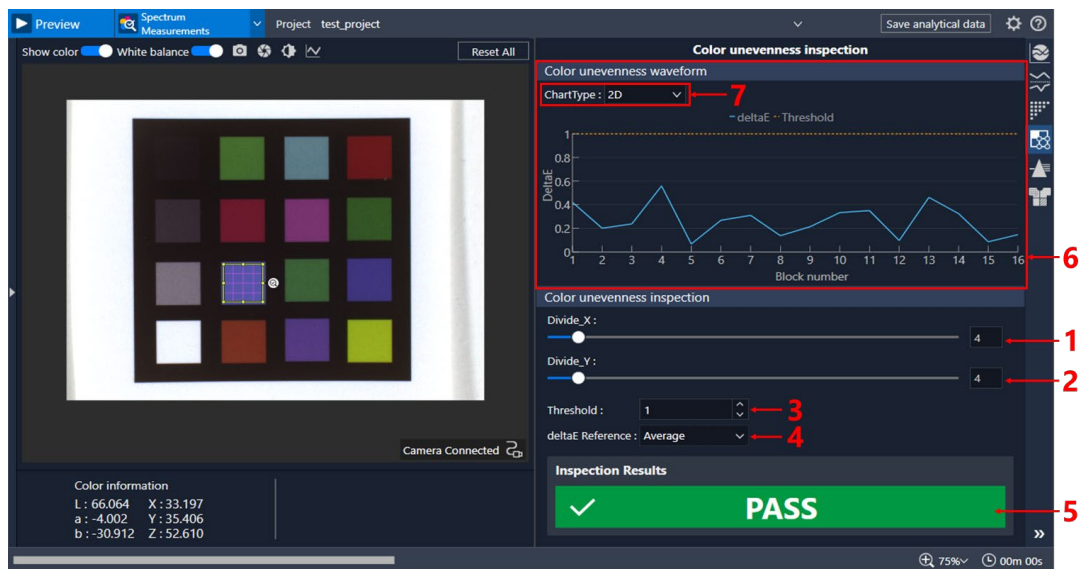 Preview
Spectrum
Measurements
Project test_project
Save analytical data
Show color
White balance
Reset All
Color unevenness inspection
Color unevenness waveform
ChartType : 2D
7
deltaE
Threshold
DeltaE
1
0.8
0.6
0.4
0.2
0
1 2 3 4 5 6 7 8 9 10 11 12 13 14 15 16
Block number
6
Color unevenness inspection
Divide_X :
4
1
Divide_Y :
4
2
Threshold : 1
3
deltaE Reference : Average
4
Camera Connected
Inspection Results
PASS
5
Color information
L : 66.064 X : 33.197
a : -4.002 Y : 35.406
b : -30.912 Z : 52.610
75%
00m 00s